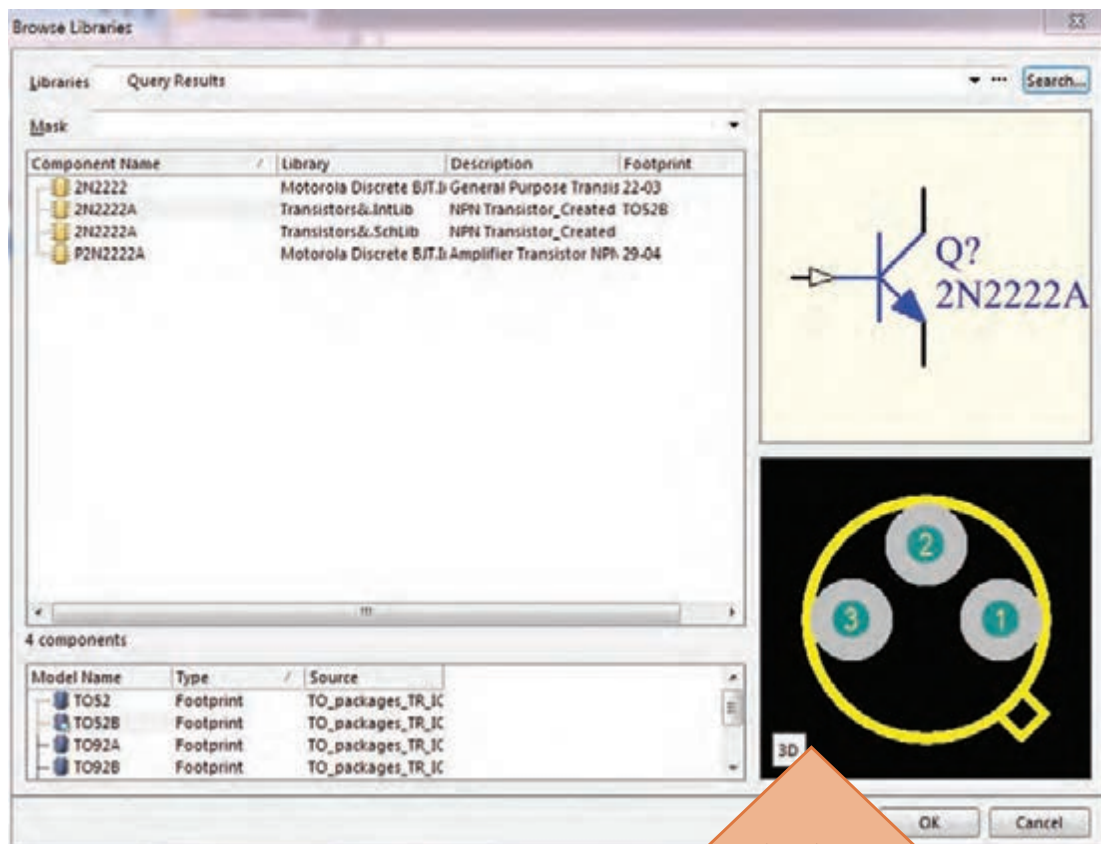 Browse Libraries
Libraries Query Results Search...
Mask
Component Name Library Description Footprint
2N2222 Motorola Discrete BJT.I General Purpose Transis 22-03
2N2222A Transistors&.IntLib NPN Transistor_Created TO52B
2N2222A Transistors&.SchLib NPN Transistor_Created
P2N2222A Motorola Discrete BJT.I Amplifier Transistor NPN 29-04
Q?
2N2222A
2
3 1
3D
4 components
Model Name Type Source
TO52 Footprint TO_packages_TR_IC
TO52B Footprint TO_packages_TR_IC
TO92A Footprint TO_packages_TR_IC
TO92B Footprint TO_packages_TR_IC
OK Cancel